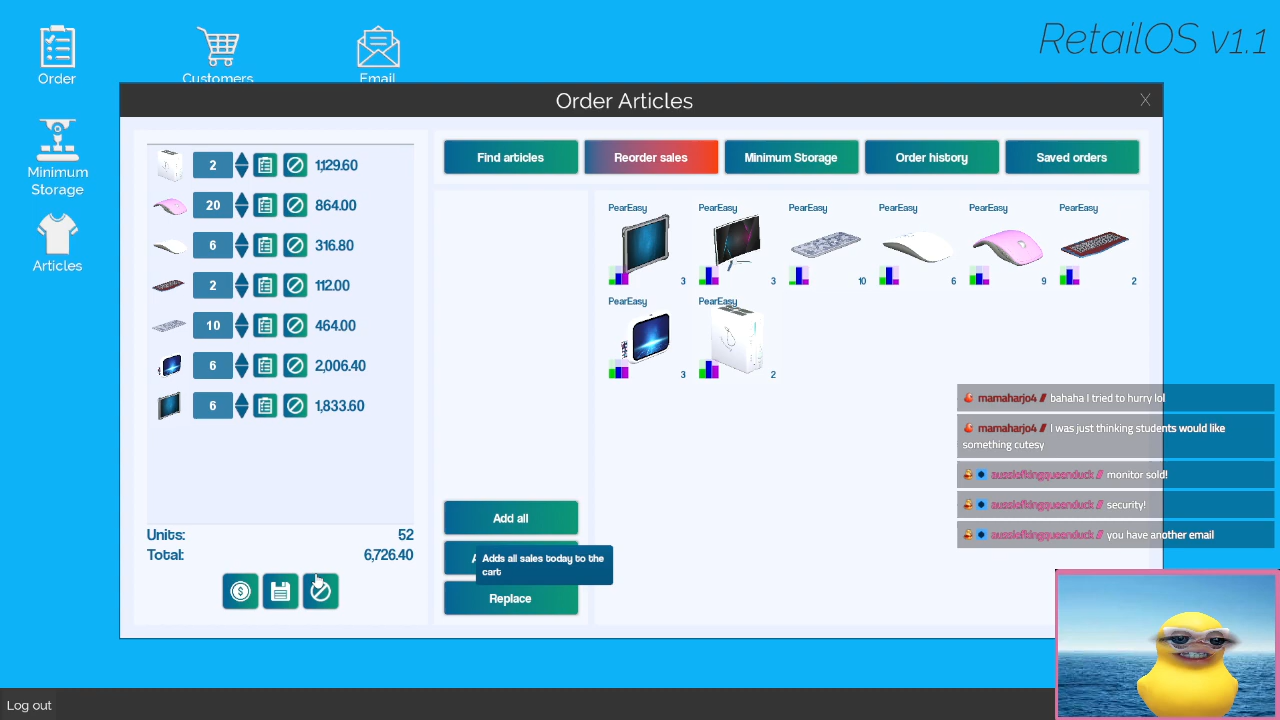 RetailOS v1.1
Order
Customers
Email
Order Articles
X
Minimum
Storage
Articles
Find articles
Reorder sales
Minimum Storage
Order history
Saved orders
2 1,129.60
20 864.00
6 316.80
2 112.00
10 464.00
6 2,006.40
6 1,833.60
Units: 52
Total: 6,726.40
PearEasy PearEasy PearEasy PearEasy PearEasy PearEasy
3 3 10 6 9 2
PearEasy PearEasy
3 2
Add all
Adds all sales today to the
cart
Replace
mamaharjo4 // bahaha I tried to hurry lol
mamaharjo4 // I was just thinking students would like
something cutesy
aussiefkingqueenduck // monitor sold!
aussiefkingqueenduck // security!
aussiefkingqueenduck // you have another email
Log out